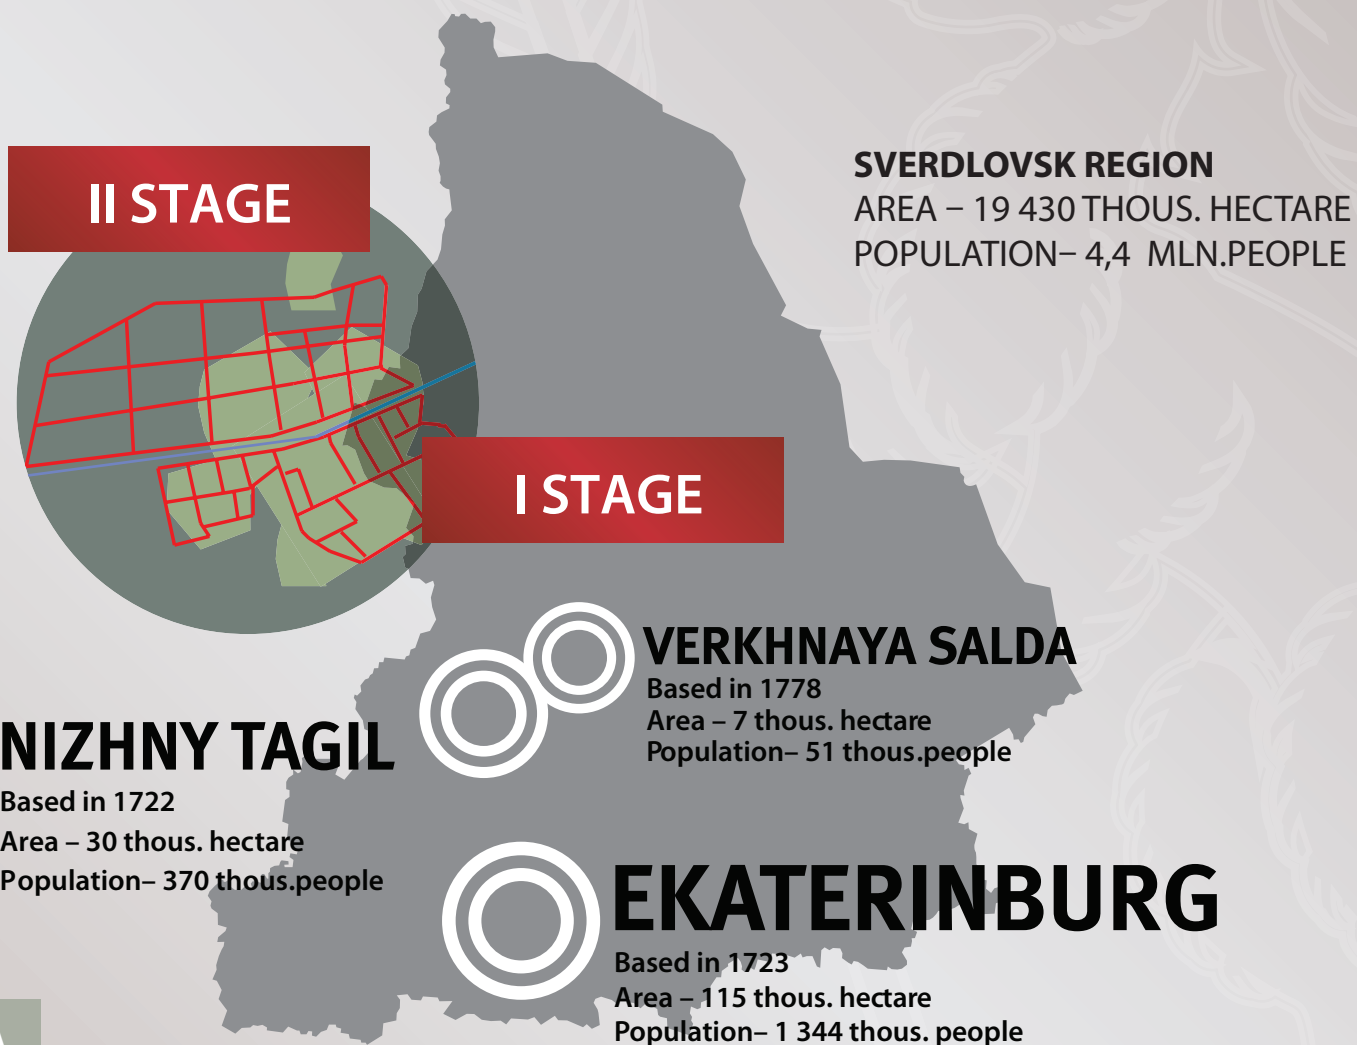 II STAGE
SVERDLOVSK REGION
AREA – 19 430 THOUS. HECTARE
POPULATION– 4,4 MLN.PEOPLE
I STAGE
VERKHNAYA SALDA
Based in 1778
Area – 7 thous. hectare
Population– 51 thous.people
NIZHNY TAGIL
Based in 1722
Area – 30 thous. hectare
Population– 370 thous.people
EKATERINBURG
Based in 1723
Area – 115 thous. hectare
Population– 1 344 thous. people